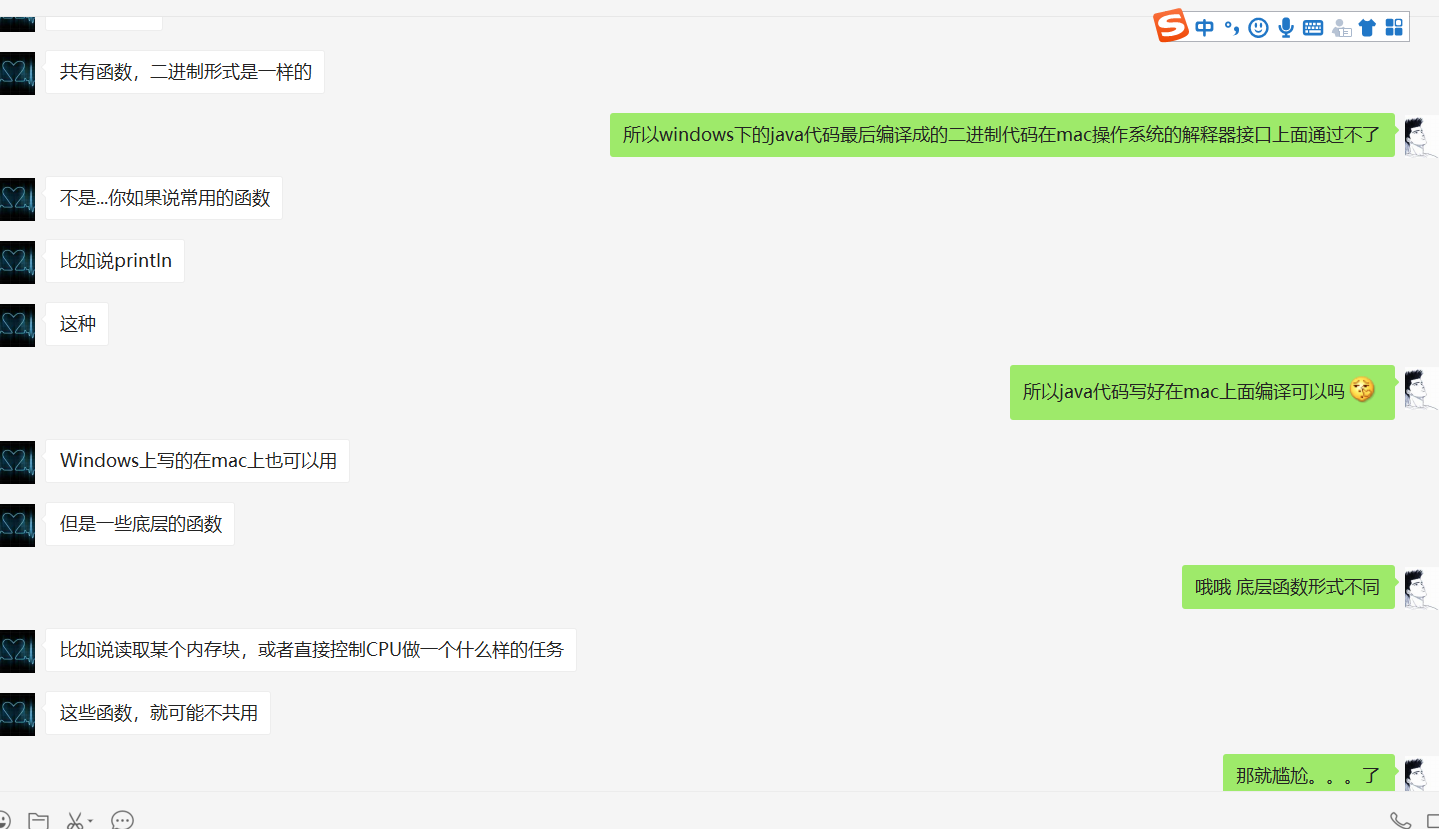 中
共有函数，二进制形式是一样的
所以windows下的java代码最后编译成的二进制代码在mac操作系统的解释器接口上面通过不了
不是...你如果说常用的函数
比如说println
这种
所以java代码写好在mac上面编译可以吗
Windows上写的在mac上也可以用
但是一些底层的函数
哦哦 底层函数形式不同
比如说读取某个内存块，或者直接控制CPU做一个什么样的任务
这些函数，就可能不共用
那就尴尬。。。了